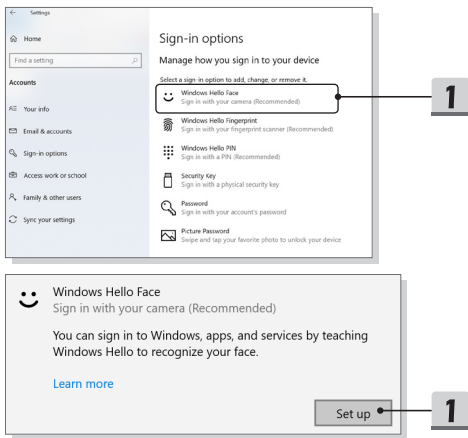 Settings
Home
Find a setting
Accounts
Your info
Email & accounts
Sign-in options
Access work or school
Family & other users
Sync your settings
Sign-in options
Manage how you sign in to your device
Select a sign-in option to add, change, or remove it.
Windows Hello Face
Sign in with your camera (Recommended)
Windows Hello Fingerprint
Sign in with your fingerprint scanner (Recommended)
Windows Hello PIN
Sign in with a PIN (Recommended)
Security Key
Sign in with a physical security key
Password
Sign in with your account's password
Picture Password
Swipe and tap your favorite photo to unlock your device
1
Windows Hello Face
Sign in with your camera (Recommended)
You can sign in to Windows, apps, and services by teaching
Windows Hello to recognize your face.
Learn more
Set up
1